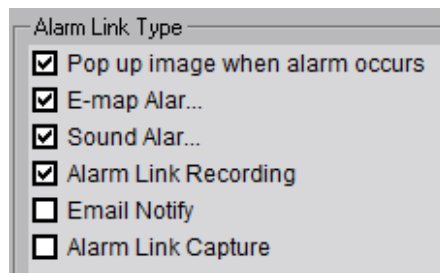 Alarm Link Type
Pop up image when alarm occurs
E-map Alar...
Sound Alar...
Alarm Link Recording
Email Notify
Alarm Link Capture